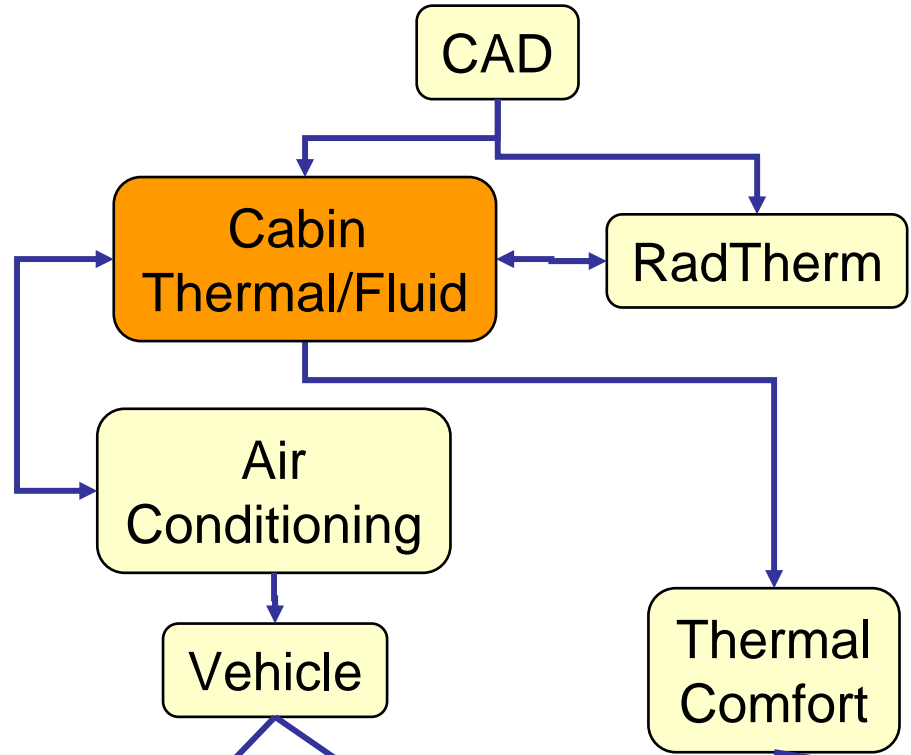 CAD
Cabin
Thermal/Fluid
RadTherm
Air
Conditioning
Vehicle
Thermal
Comfort